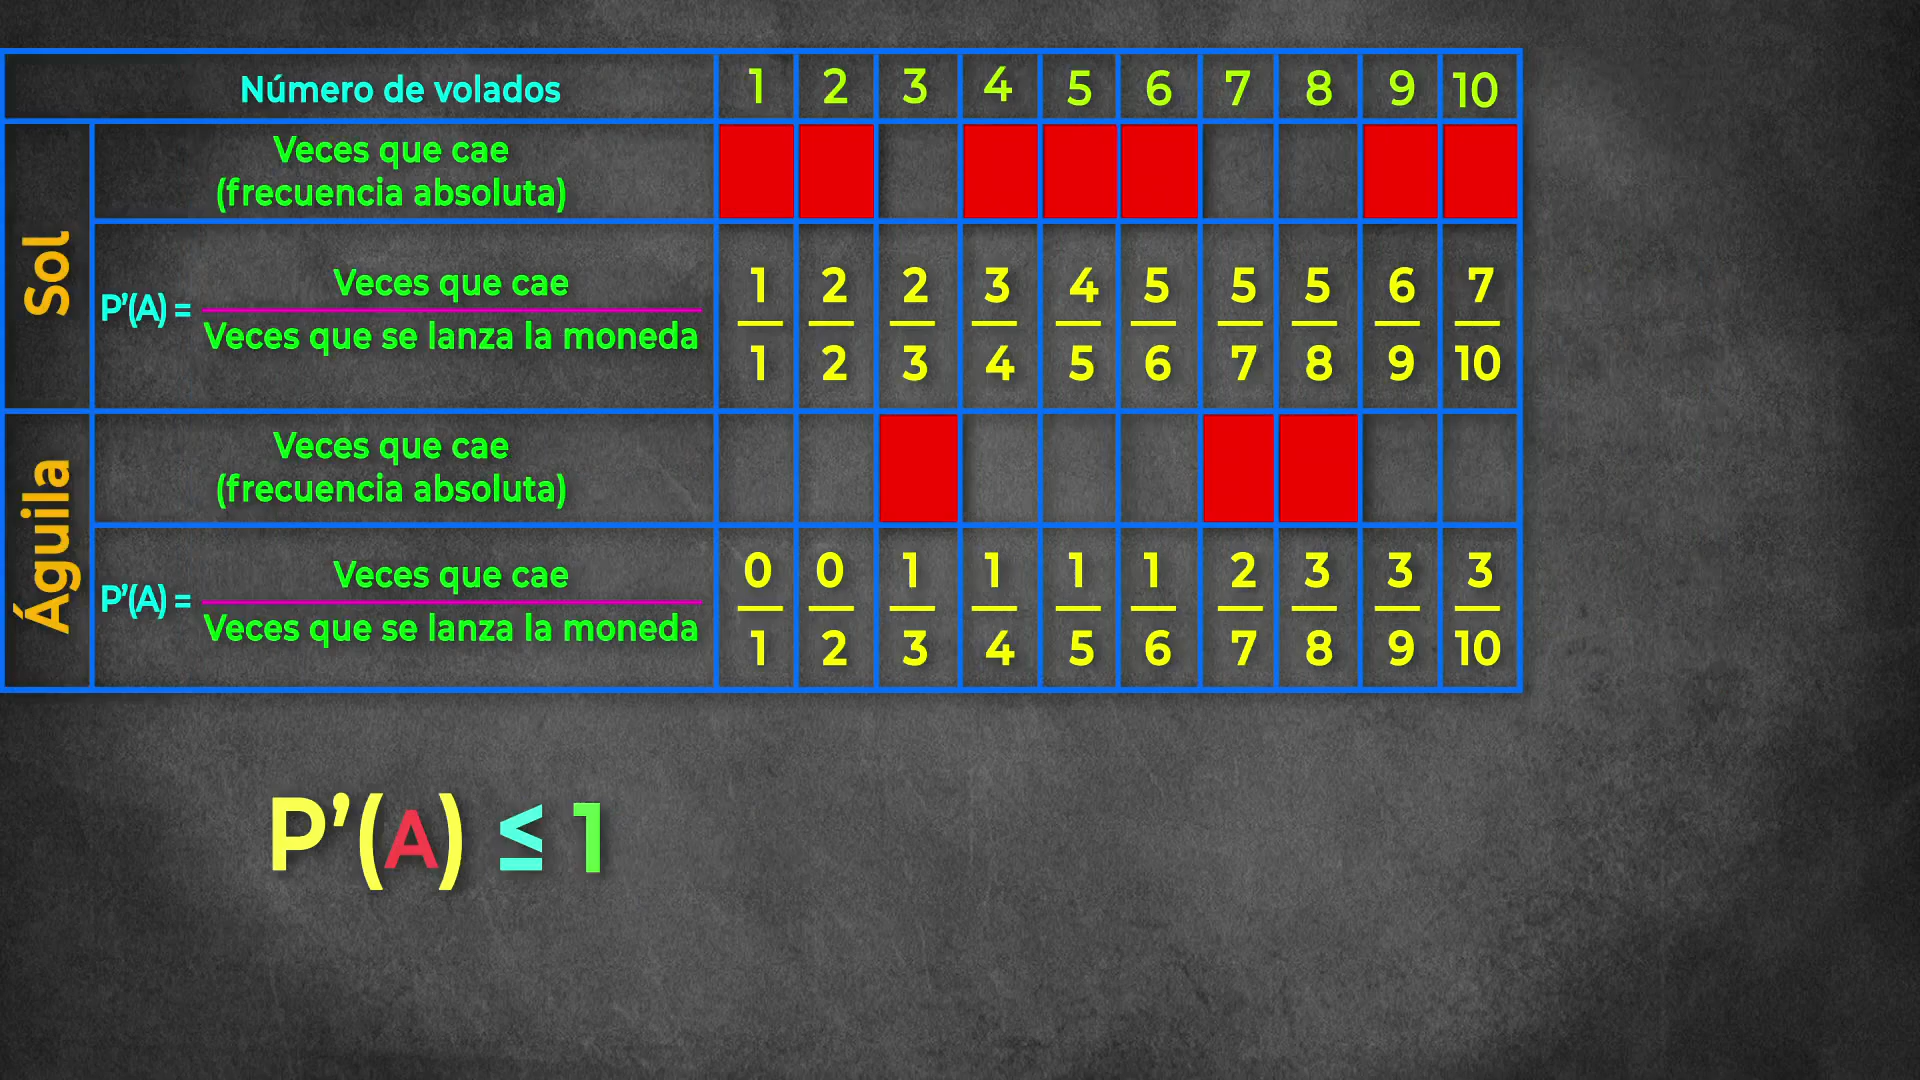 Número de volados 1 2 3 4 5 6 7 8 9 10
Sol
Veces que cae
(frecuencia absoluta)
P'(A) =
Veces que cae
Veces que se lanza la moneda
1 2 2 3 4 5 5 5 6 7
1 2 3 4 5 6 7 8 9 10
Águila
Veces que cae
(frecuencia absoluta)
P'(A) =
Veces que cae
Veces que se lanza la moneda
0 0 1 1 1 1 2 3 3 3
1 2 3 4 5 6 7 8 9 10
P'(A) ≤ 1